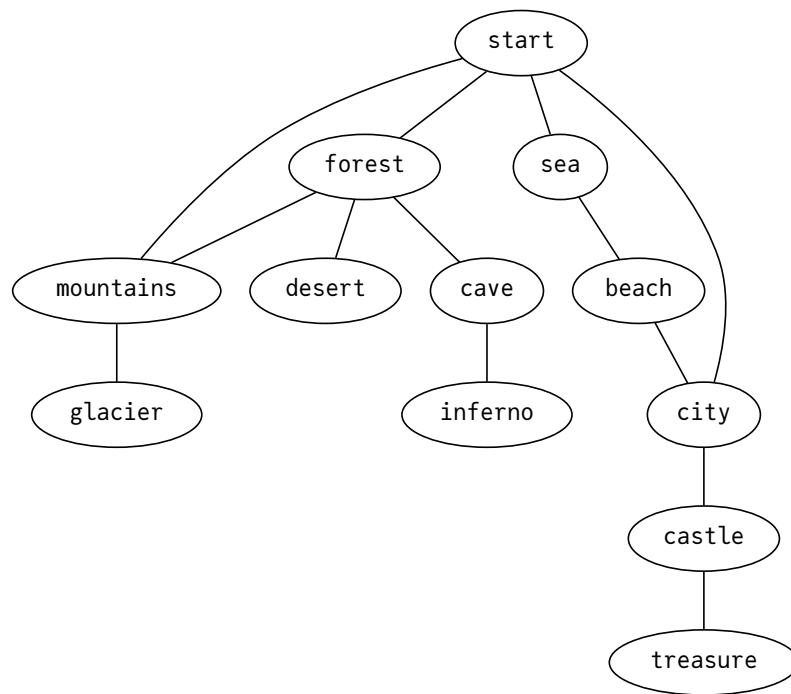 start
forest
sea
mountains
desert
cave
beach
glacier
inferno
city
castle
treasure